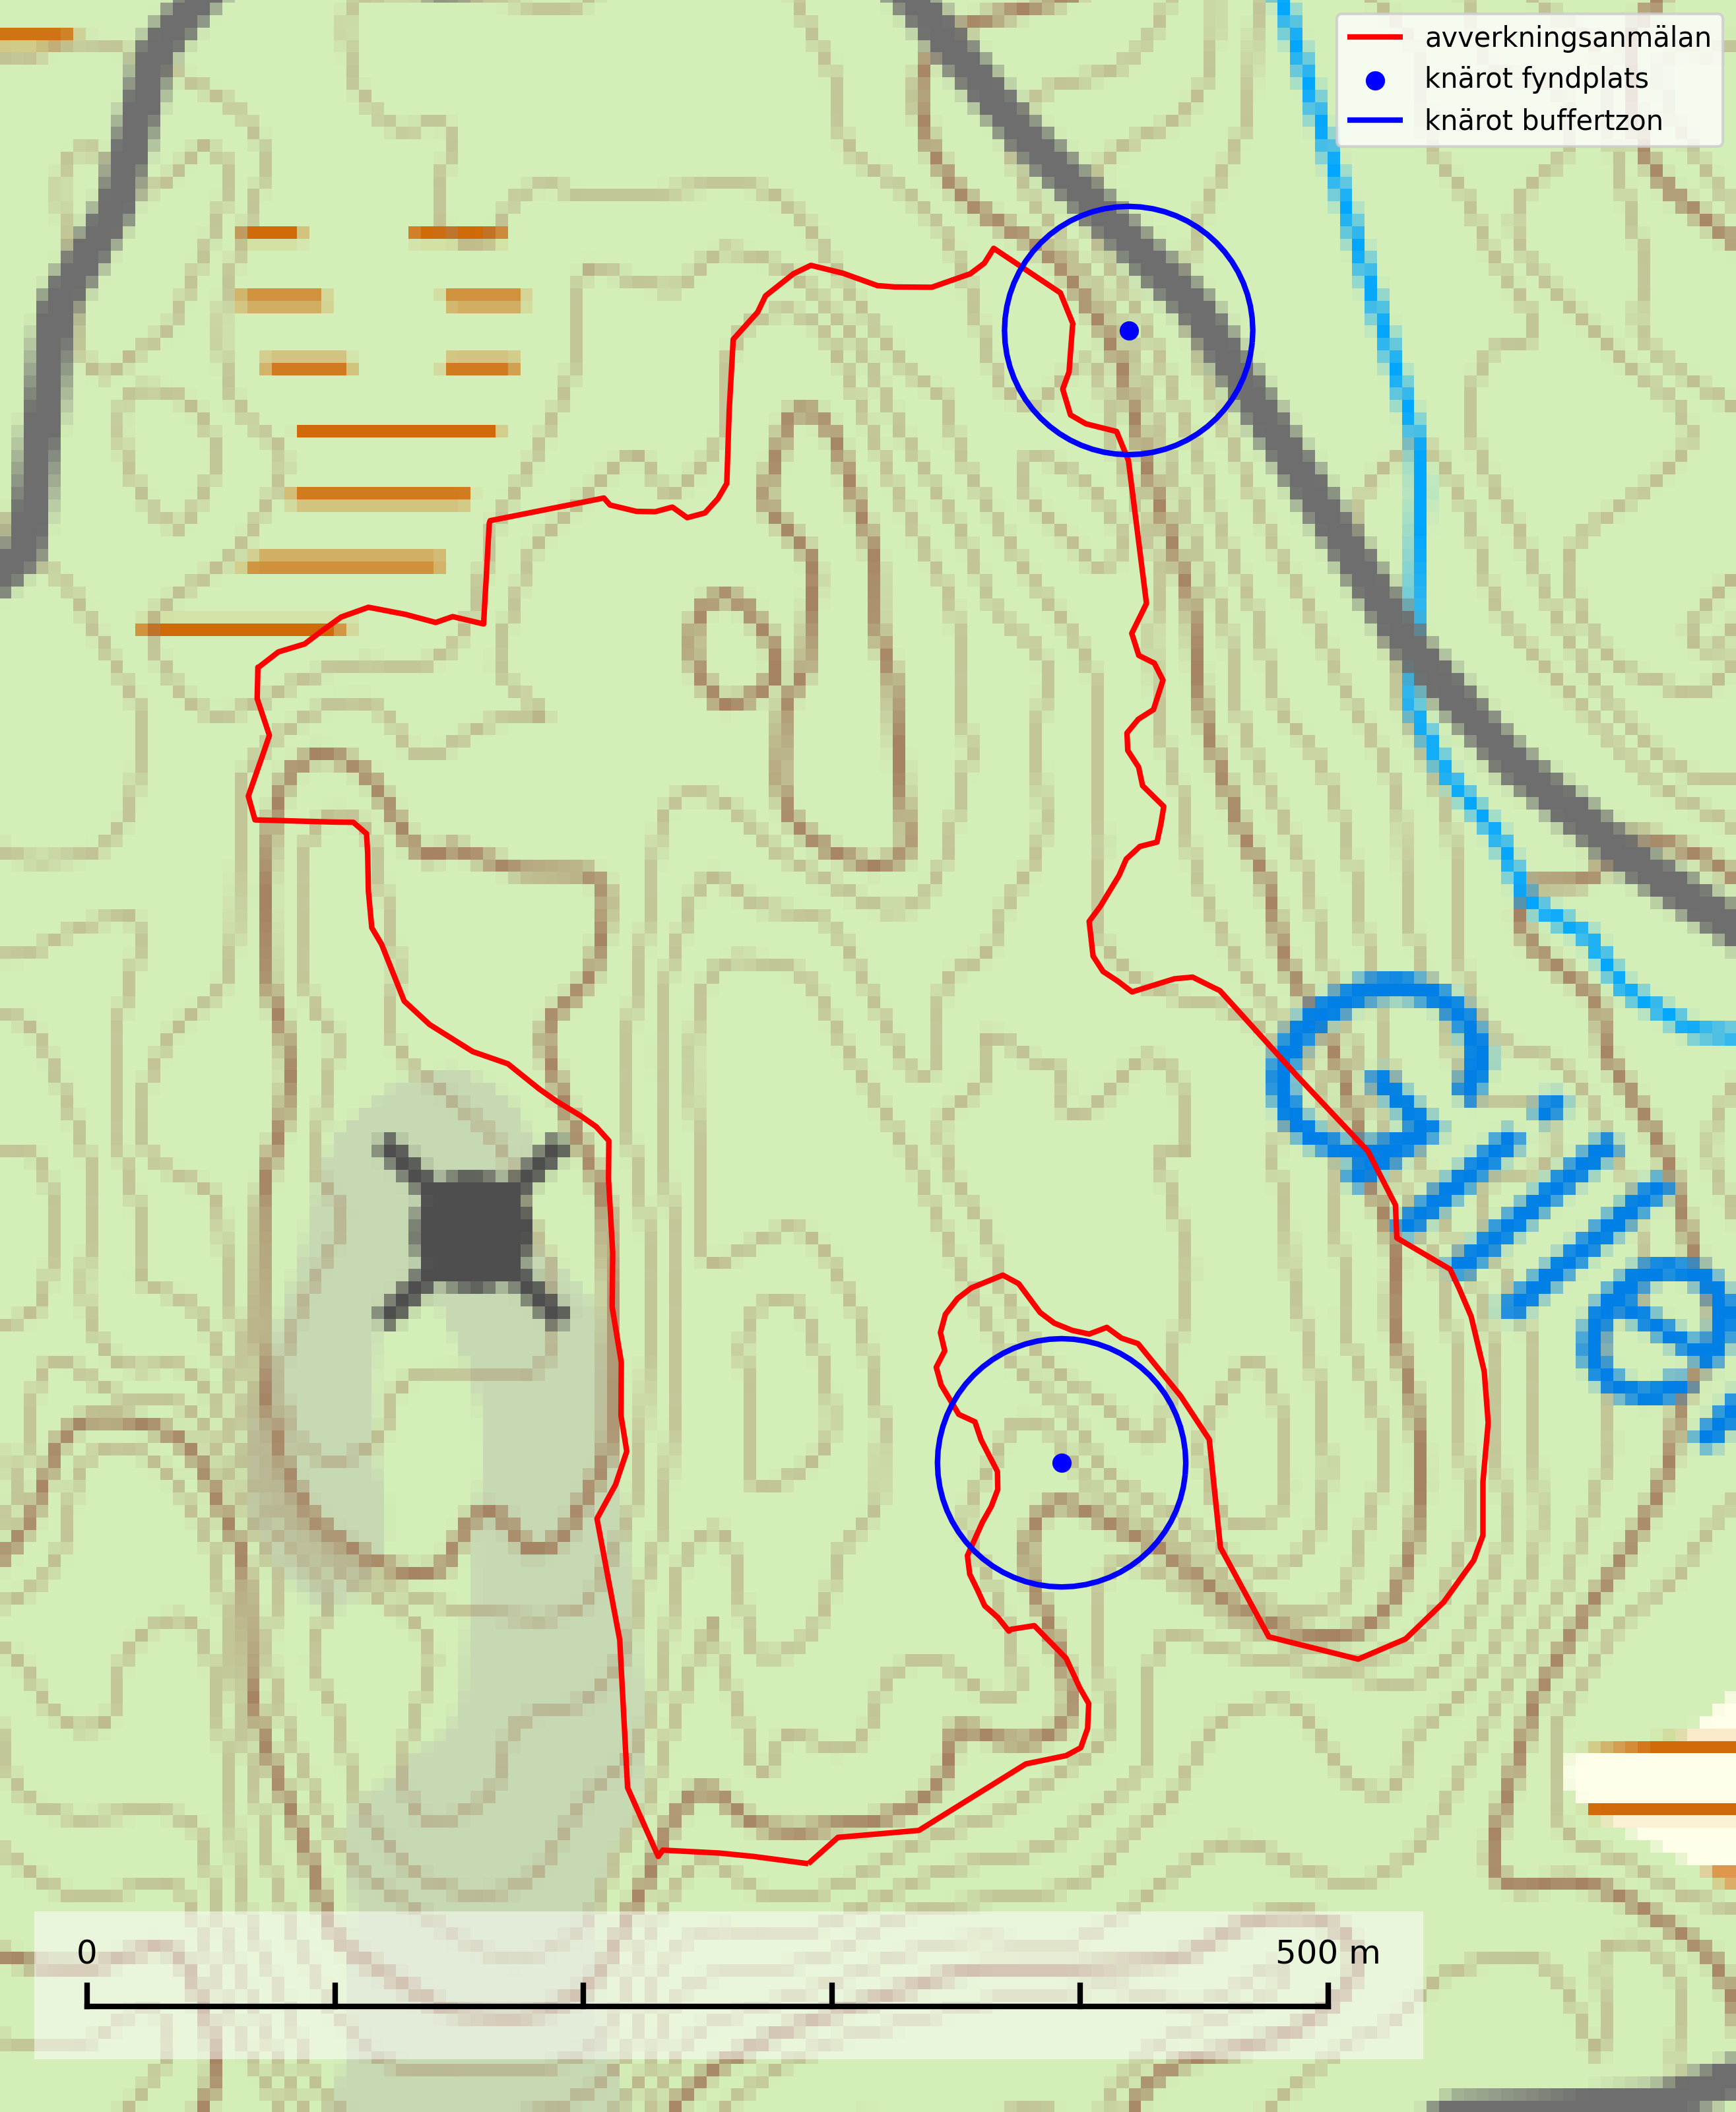 avverkningsanmälan
knärot fyndplats
knärot buffertzon
0 500 m